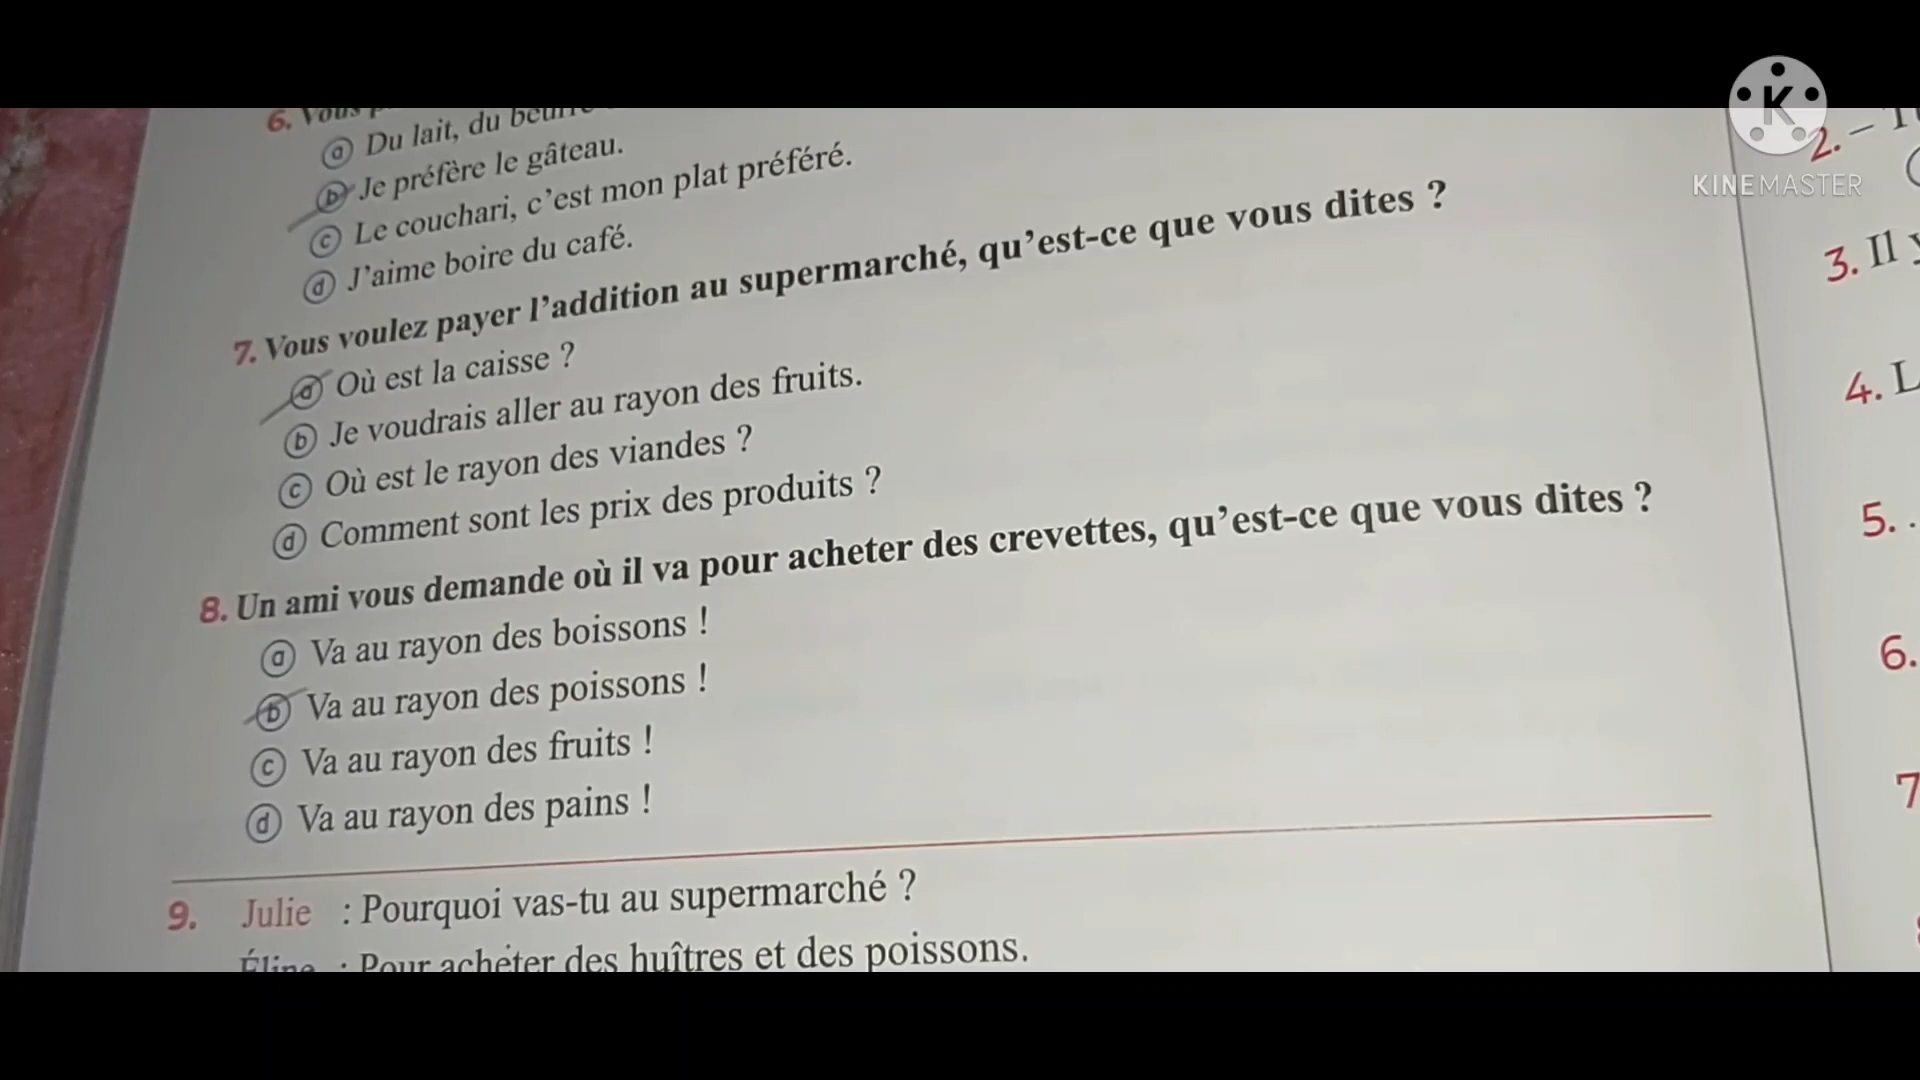 6. Vous
ⓐ Du lait, du beurre
ⓑ Je préfère le gâteau.
ⓒ Le couchari, c'est mon plat préféré.
ⓓ J'aime boire du café.
7. Vous voulez payer l'addition au supermarché, qu'est-ce que vous dites ?
ⓐ Où est la caisse ?
ⓑ Je voudrais aller au rayon des fruits.
ⓒ Où est le rayon des viandes ?
ⓓ Comment sont les prix des produits ?
8. Un ami vous demande où il va pour acheter des crevettes, qu'est-ce que vous dites ?
ⓐ Va au rayon des boissons !
ⓑ Va au rayon des poissons !
ⓒ Va au rayon des fruits !
ⓓ Va au rayon des pains !
9. Julie : Pourquoi vas-tu au supermarché ?
Éline : Pour acheter des huîtres et des poissons.
K
KINEMASTER
2. –
3. Il
4. L
5. .
6.
7